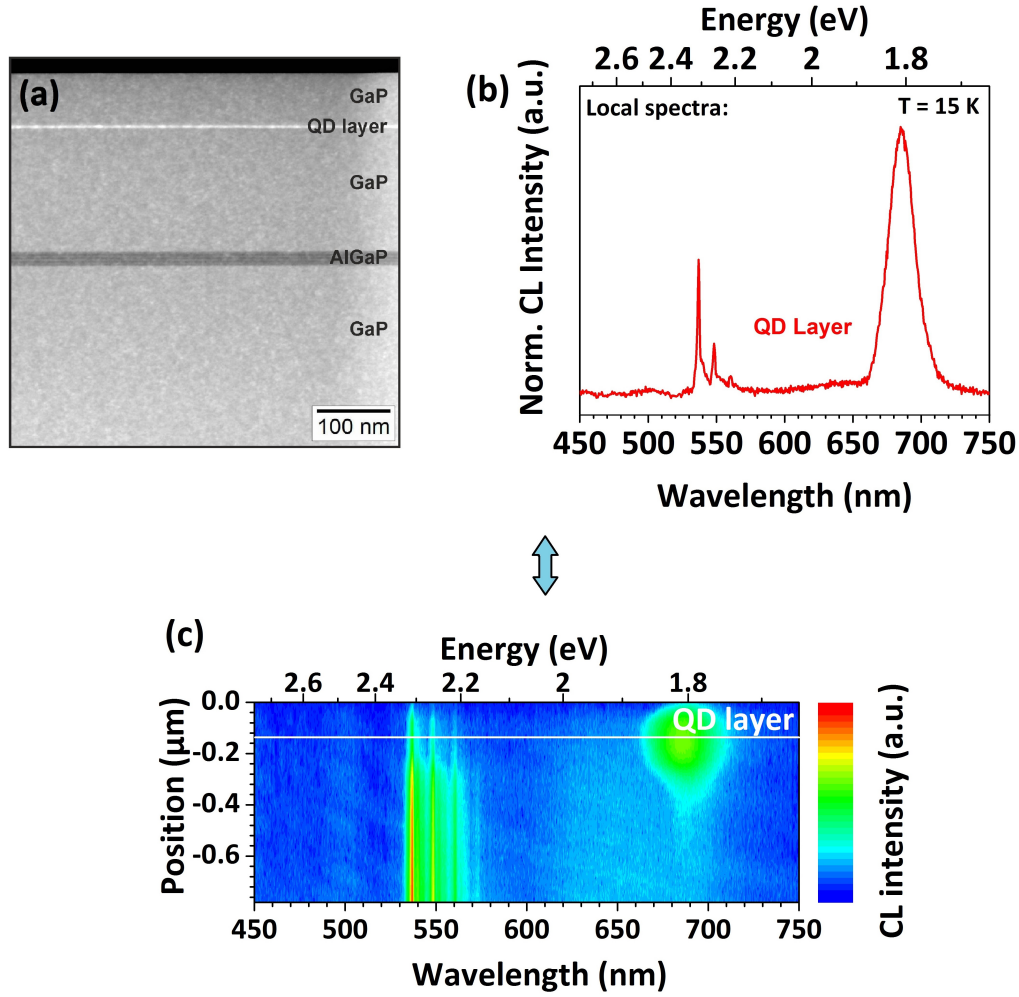 (a)
GaP
QD layer
GaP
AlGaP
GaP
100 nm
(b)
Energy (eV)
2.6 2.4 2.2 2 1.8
Norm. CL Intensity (a.u.)
Local spectra:
T = 15 K
QD Layer
450 500 550 600 650 700 750
Wavelength (nm)
(c)
Energy (eV)
2.6 2.4 2.2 2 1.8
Position (µm)
0.0
-0.2
-0.4
-0.6
QD layer
CL intensity (a.u.)
450 500 550 600 650 700 750
Wavelength (nm)